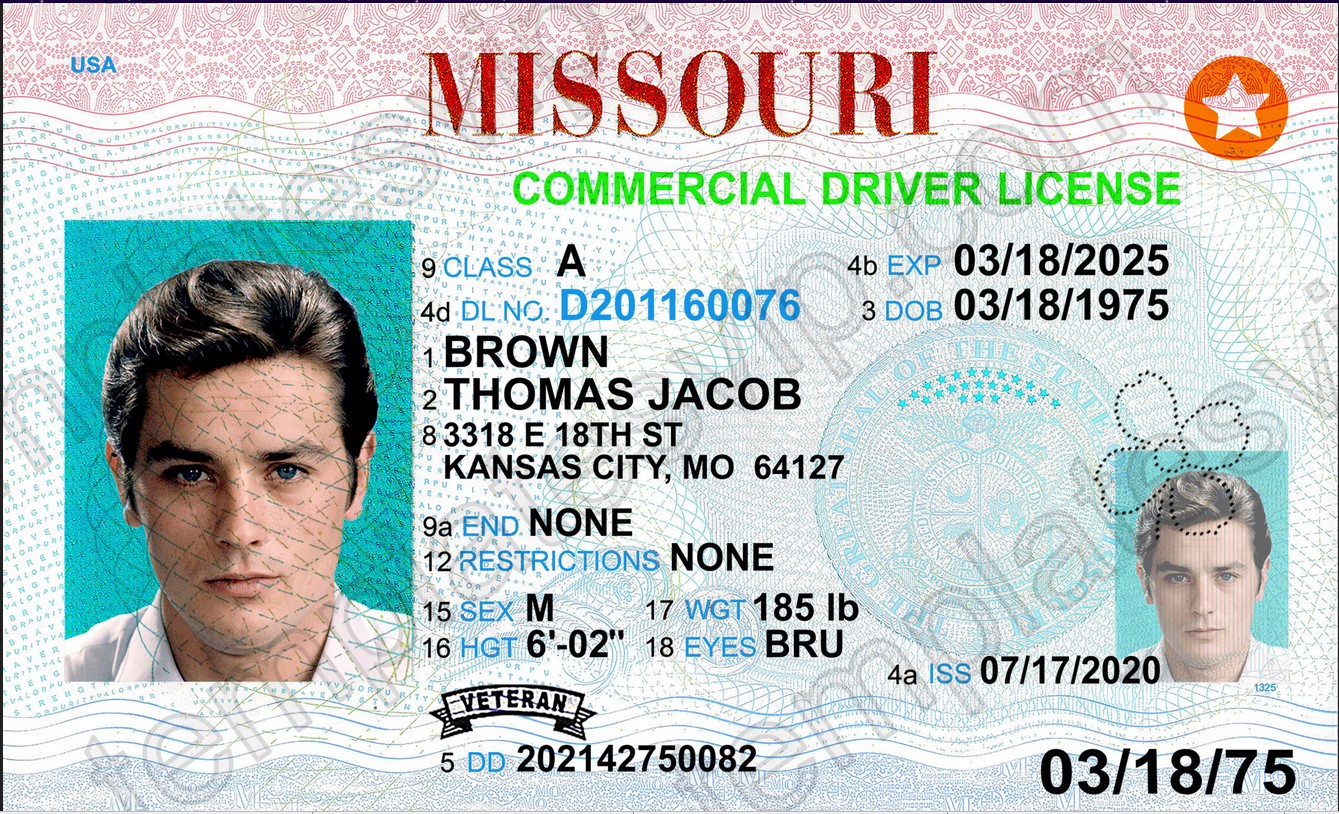 USA
MISSOURI
COMMERCIAL DRIVER LICENSE
9 CLASS A
4b EXP 03/18/2025
4d DL NO. D201160076
3 DOB 03/18/1975
1 BROWN
2 THOMAS JACOB
8 3318 E 18TH ST
KANSAS CITY, MO 64127
9a END NONE
12 RESTRICTIONS NONE
15 SEX M
17 WGT 185 lb
16 HGT 6'-02"
18 EYES BRU
4a ISS 07/17/2020
1325
VETERAN
5 DD 202142750082
03/18/75